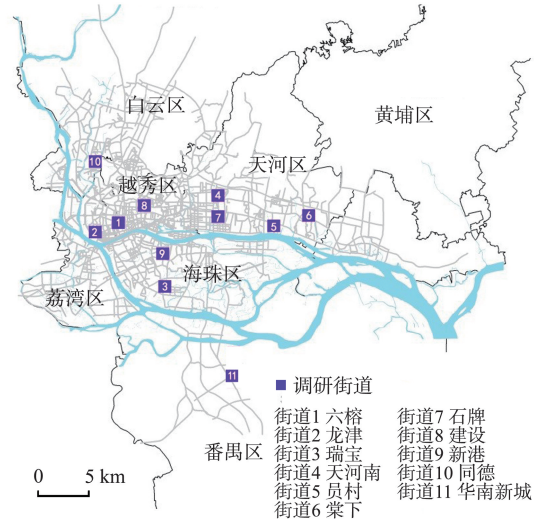 白云区
黄埔区
10
天河区
越秀区
4
8
7
6
1
5
2
9
海珠区
3
荔湾区
11
调研街道
街道1 六榕
街道7 石牌
街道2 龙津
街道8 建设
街道3 瑞宝
街道9 新港
街道4 天河南
街道10 同德
街道5 员村
街道11 华南新城
街道6 棠下
番禺区
0 5 km